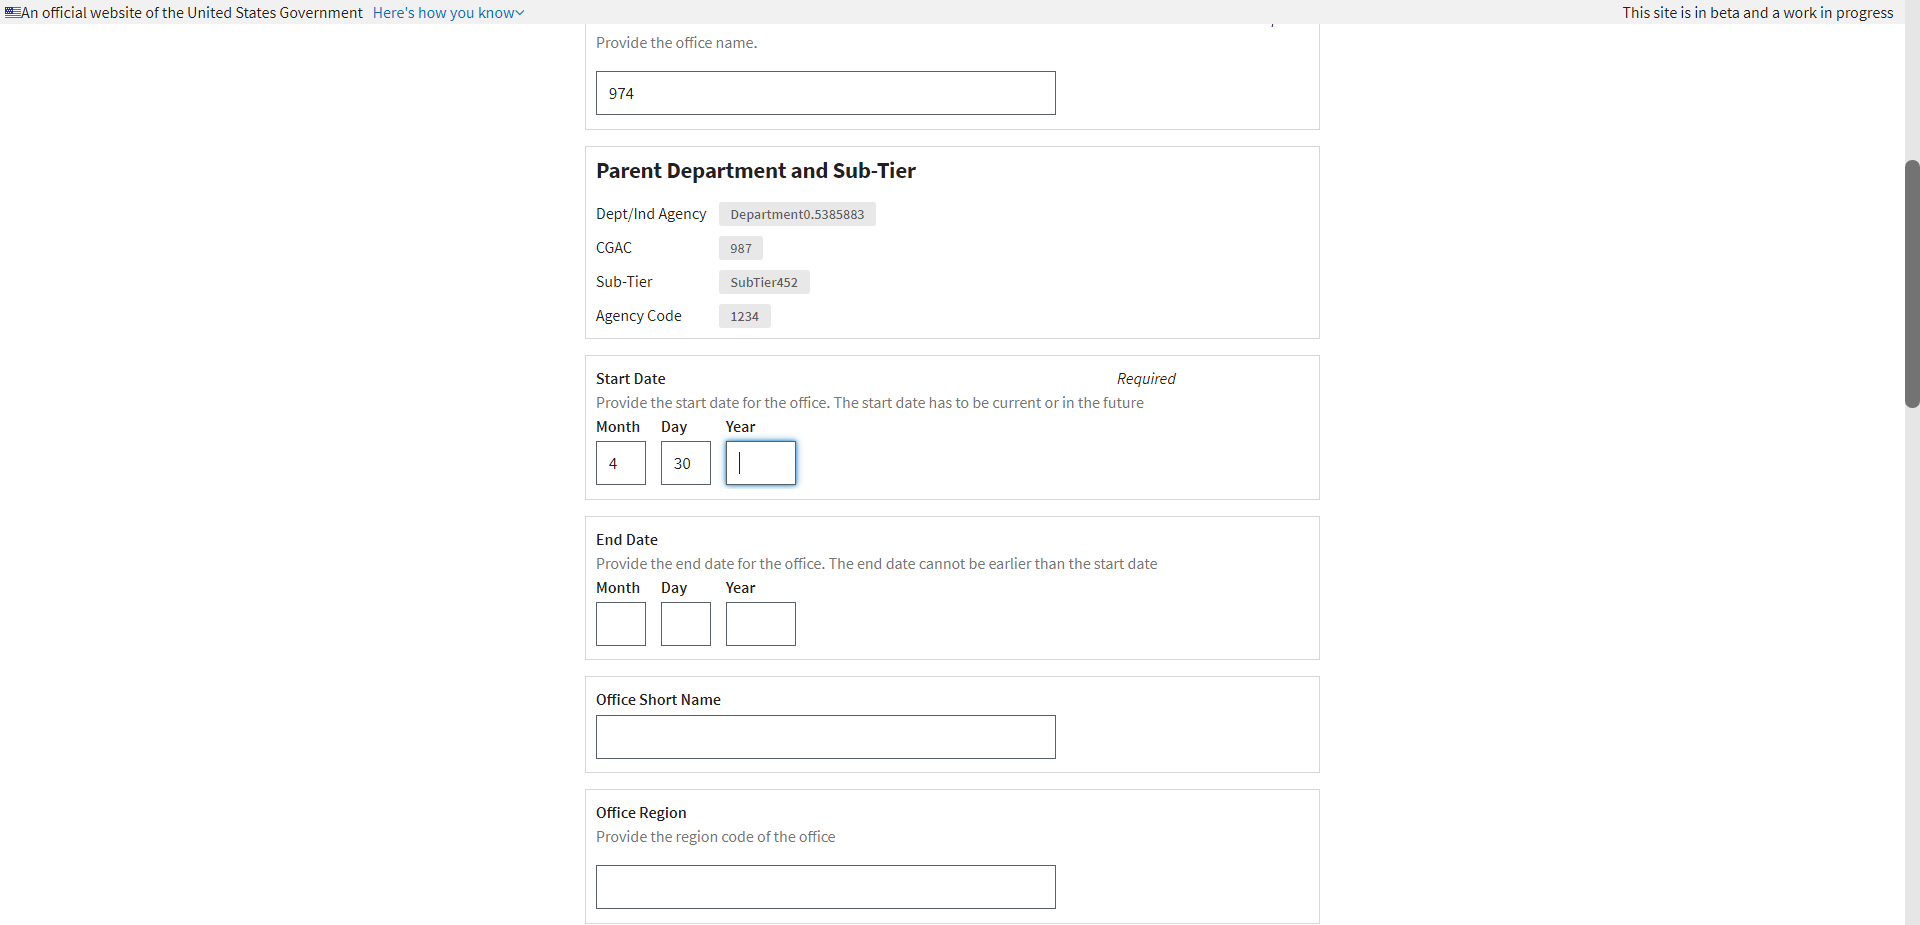 An official website of the United States Government Here's how you know
This site is in beta and a work in progress
Provide the office name.
974
Parent Department and Sub-Tier
Dept/Ind Agency Department0.5385883
CGAC 987
Sub-Tier SubTier452
Agency Code 1234
Start Date Required
Provide the start date for the office. The start date has to be current or in the future
Month Day Year
4 30
End Date
Provide the end date for the office. The end date cannot be earlier than the start date
Month Day Year
Office Short Name
Office Region
Provide the region code of the office